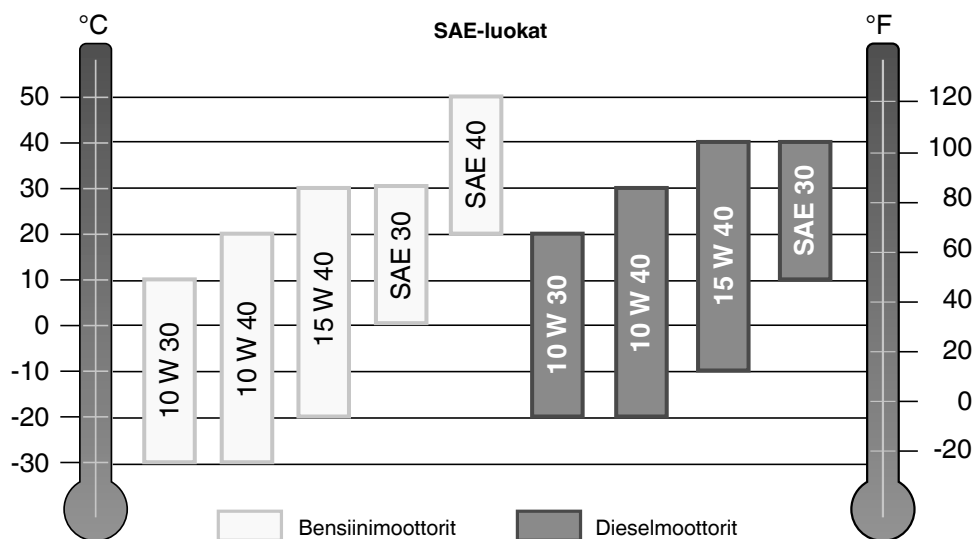 °C
SAE-luokat
°F
50
40
30
20
10
0
-10
-20
-30
10 W 30
10 W 40
15 W 40
SAE 30
SAE 40
10 W 30
10 W 40
15 W 40
SAE 30
120
100
80
60
40
20
0
-20
Bensiinimoottorit
Dieselmoottorit